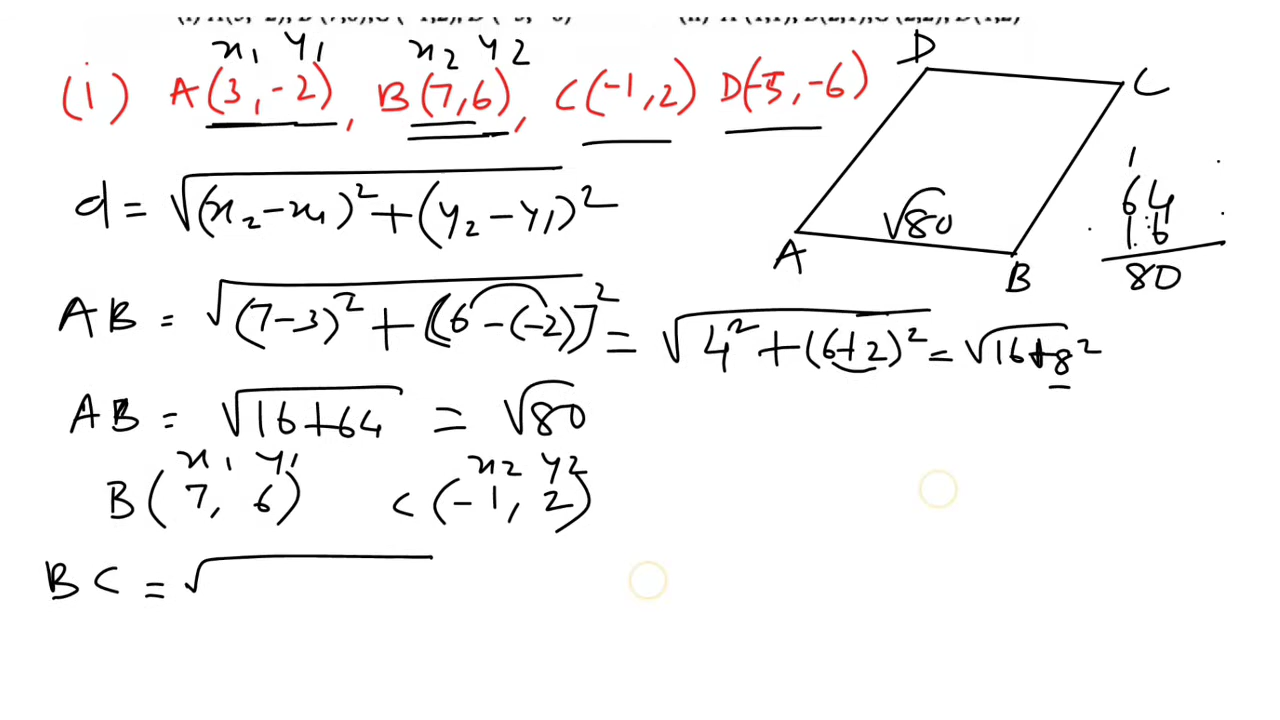 x₁ y₁ x₂ y₂
(i) A(3,-2), B(7,6), C(-1,2) D(-5,-6)
d = √(x₂-x₁)²+(y₂-y₁)²
AB = √(7-3)²+[(6-(-2)]² = √4²+(6+2)² = √16+8²
AB = √16+64 = √80
x₁ y₁ x₂ y₂
B(7, 6) C(-1, 2)
BC = √
D
C
√80
A
B
1
64
16
80